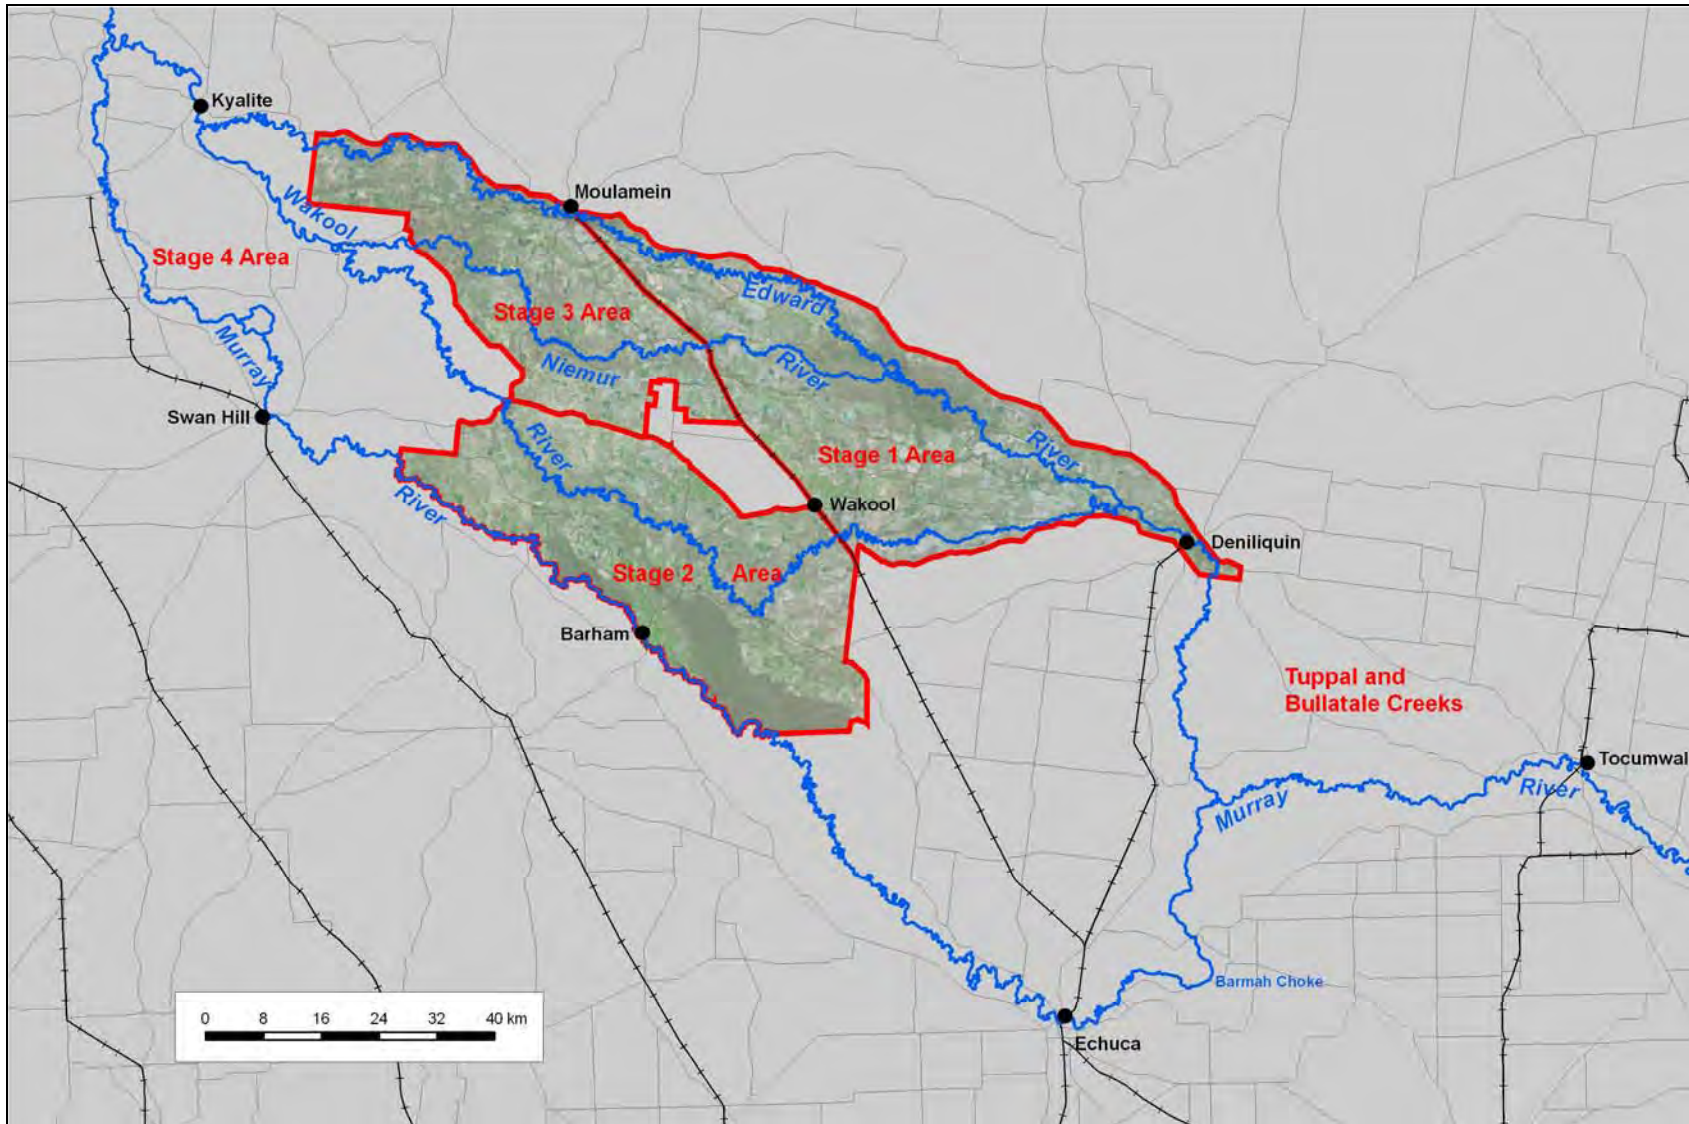 Kyalite
Moulamein
Wakool
Stage 4 Area
Edward
Stage 3 Area
Murray
Niemur
River
Swan Hill
River
River
Stage 1 Area
River
Wakool
River
Deniliquin
Stage 2 Area
Barham
Tuppal and
Bullatale Creeks
Tocumwal
River
Murray
Barmah Choke
0 8 16 24 32 40 km
Echuca